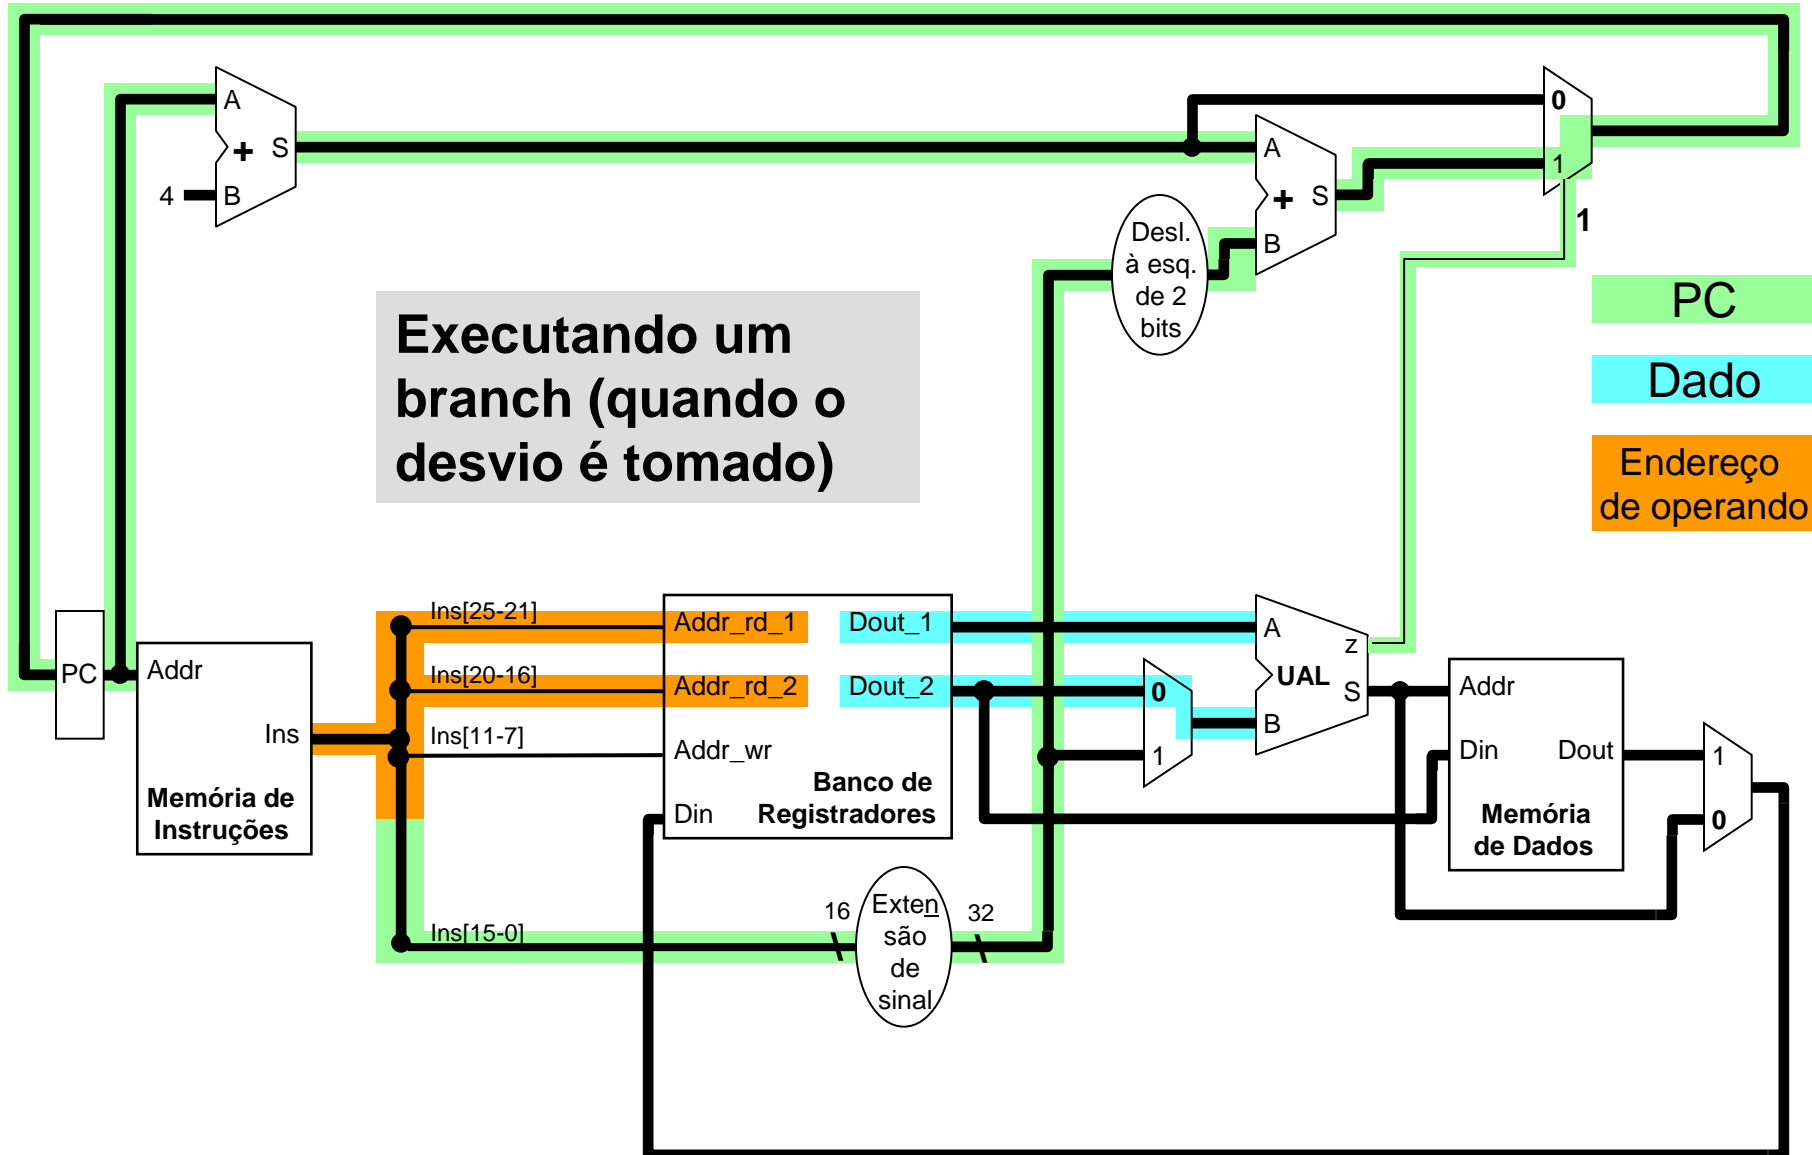 A
+
S
4
B
0
1
1
A
+
S
B
Desl.
à esq.
de 2
bits
Executando um
branch (quando o
desvio é tomado)
PC
Dado
Endereço
de operando
PC
Addr
Ins
Memória de
Instruções
Ins[25-21]
Ins[20-16]
Ins[11-7]
Ins[15-0]
Addr_rd_1
Addr_rd_2
Addr_wr
Din
Dout_1
Dout_2
Banco de
Registradores
16
Exten
são
de
sinal
32
0
1
A
B
UAL
z
S
Addr
Din
Dout
Memória
de Dados
1
0